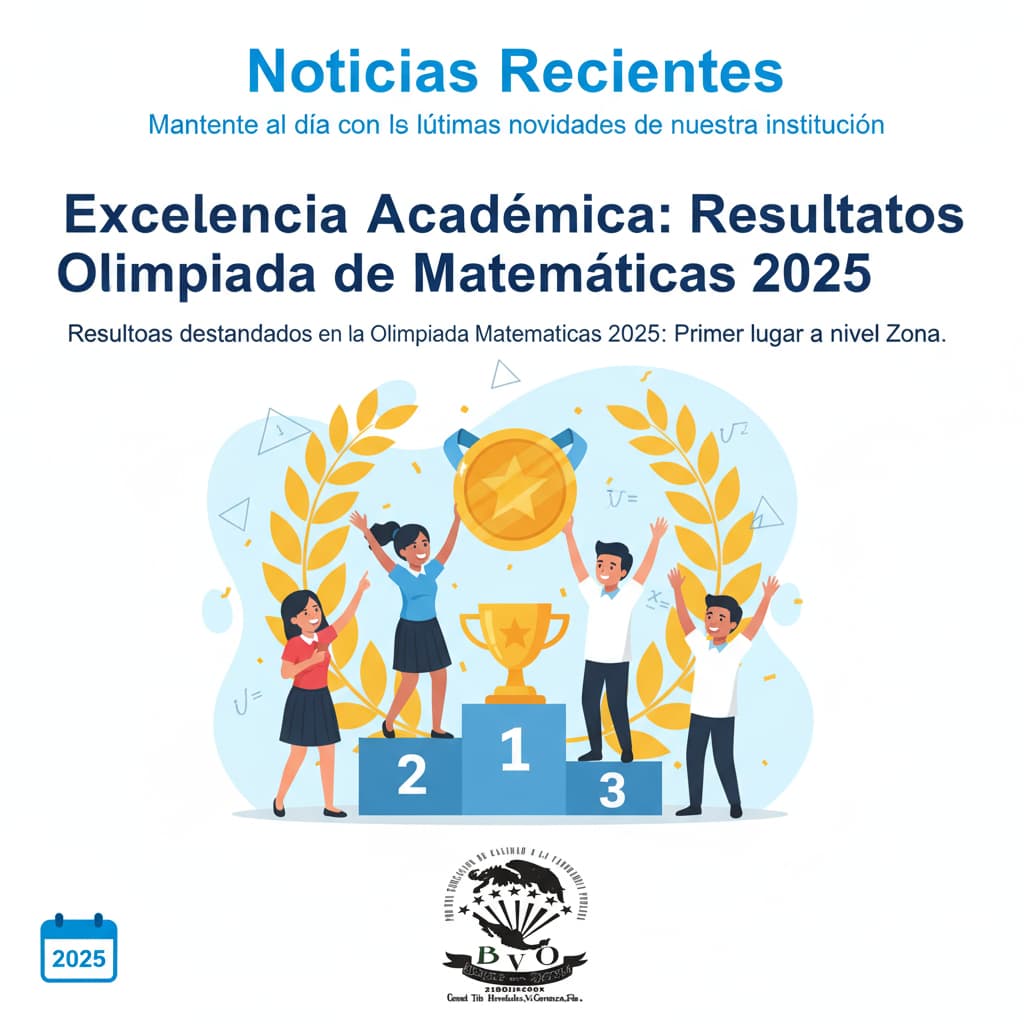 Noticias Recientes
Mantente al día con ls lútimas novidades de nuestra institución
Excelencia Académica: Resultatos
Olimpiada de Matemáticas 2025
Resultoas destandados en la Olimpiada Matematicas 2025: Primer lugar a nivel Zona.
1
2
3
2025
B v O